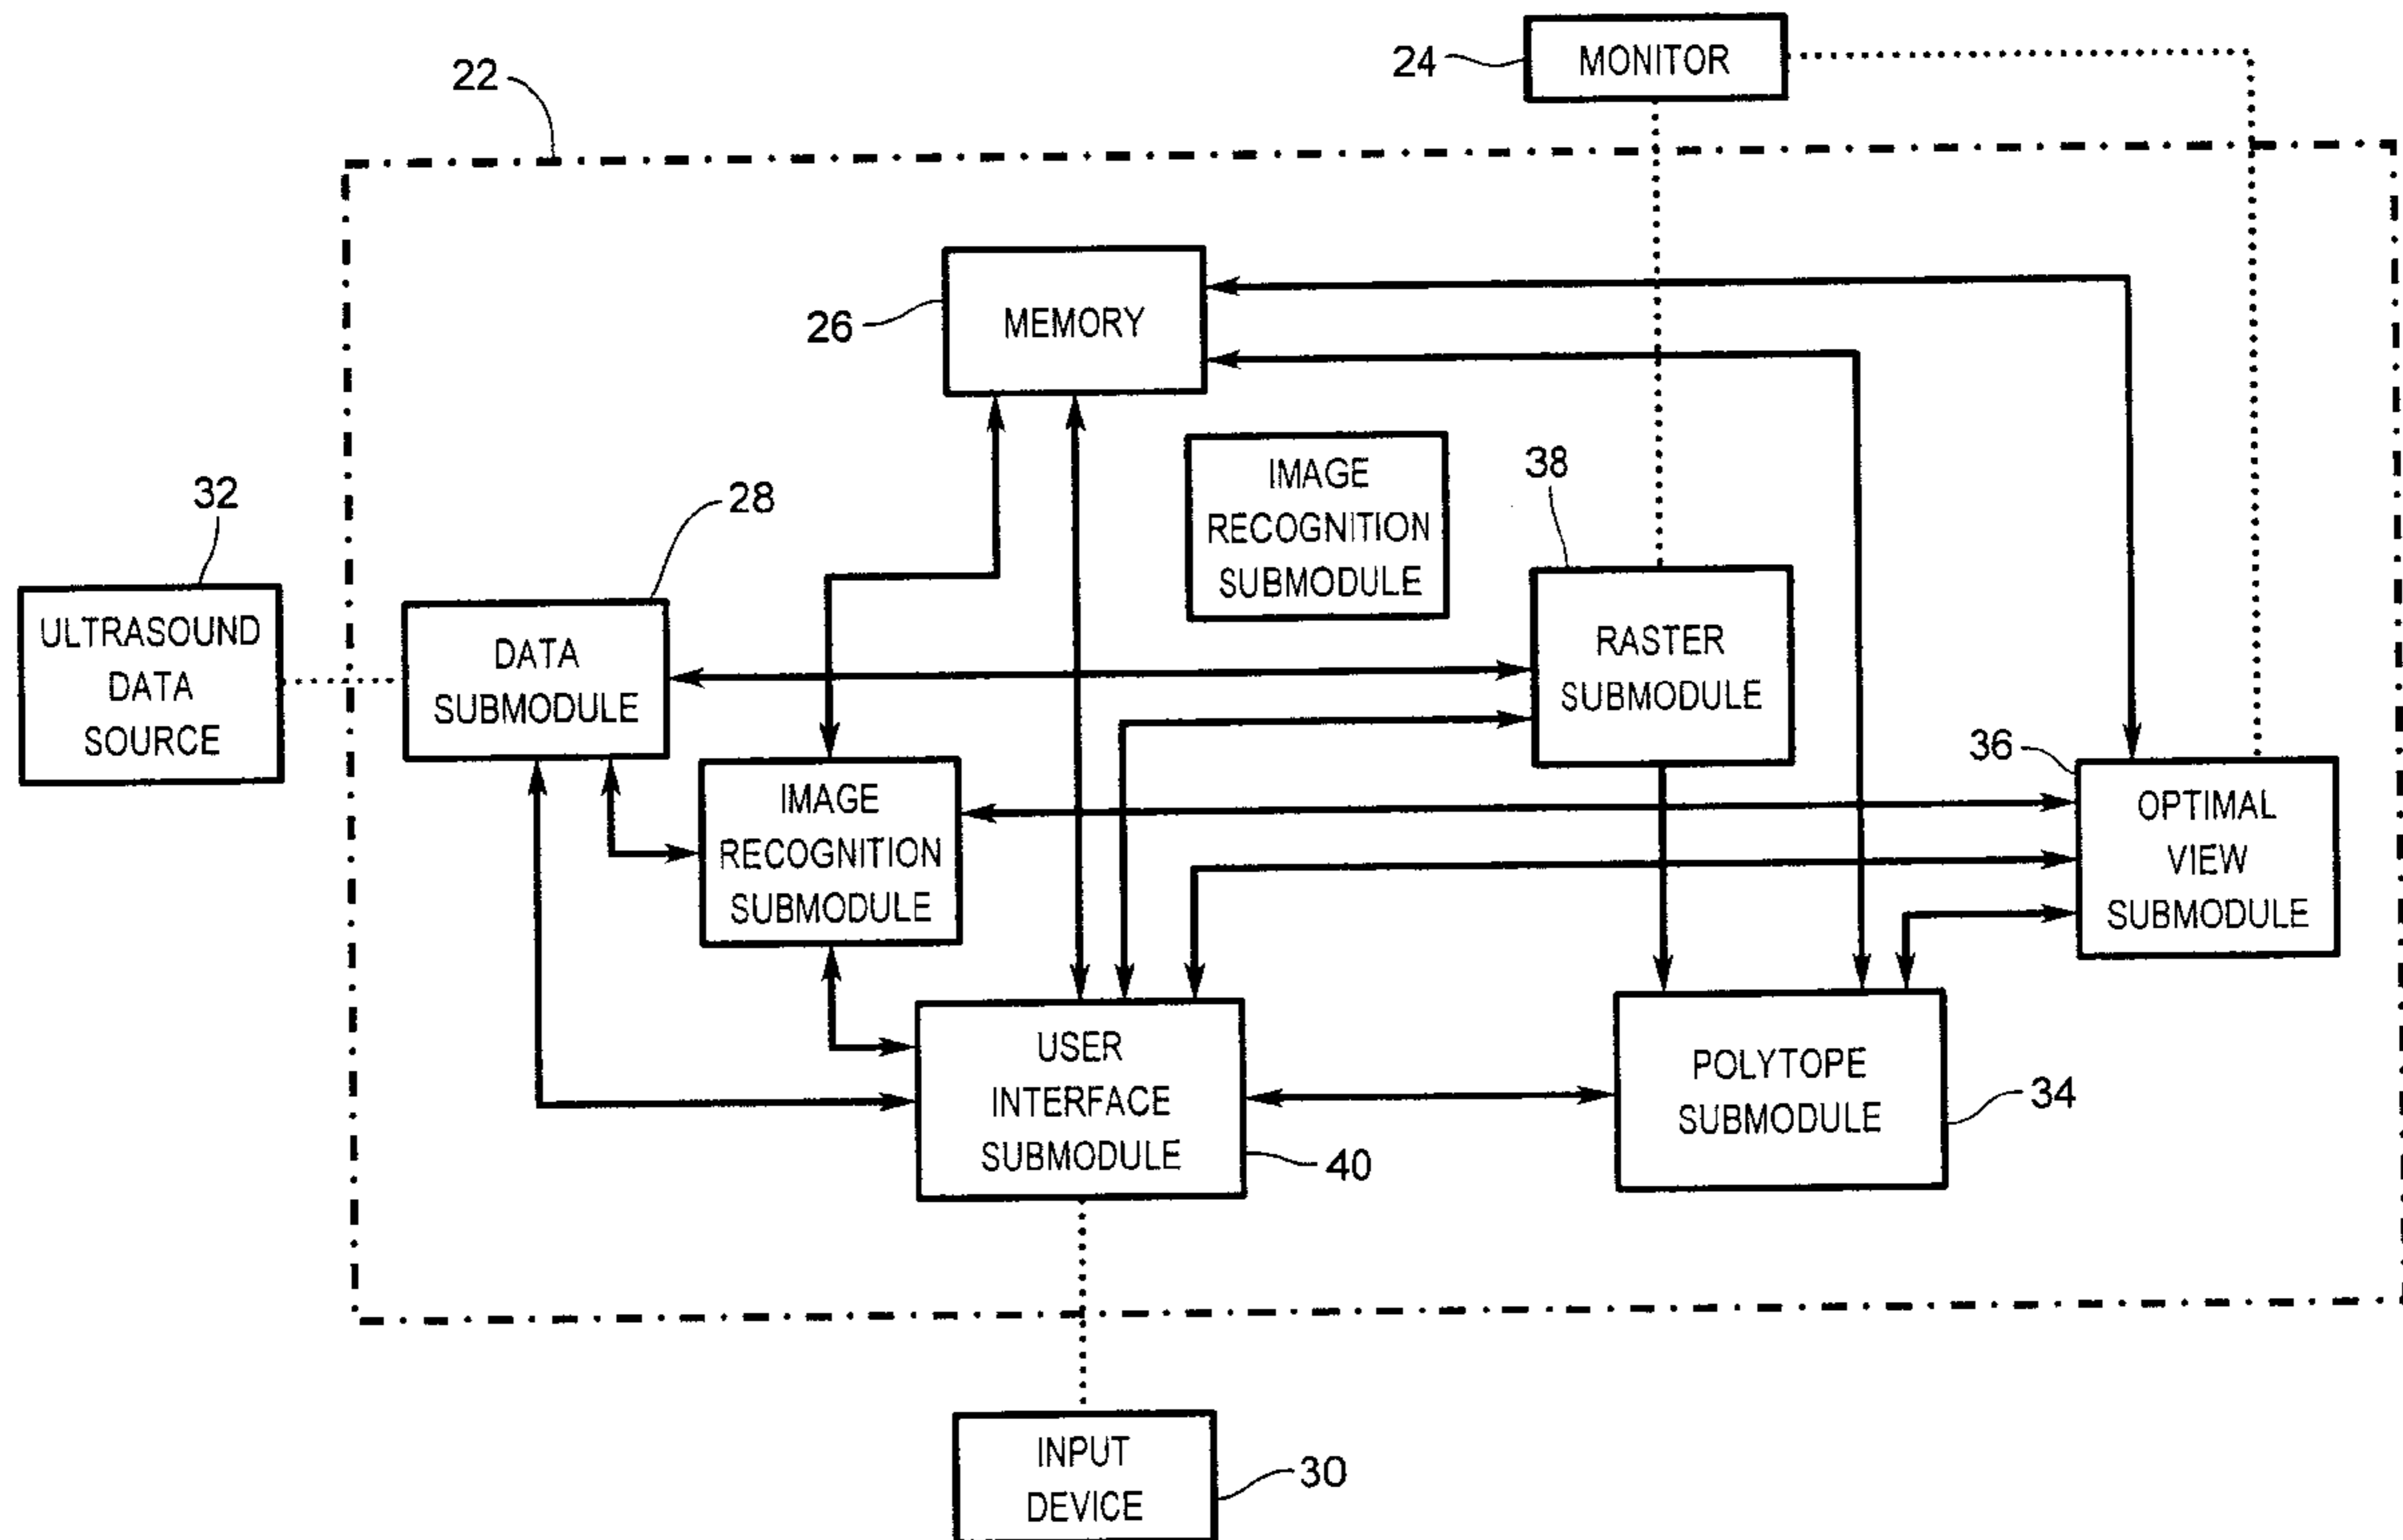 24
MONITOR
22
26
MEMORY
IMAGE
RECOGNITION
SUBMODULE
38
32
28
ULTRASOUND
DATA
SOURCE
DATA
SUBMODULE
RASTER
SUBMODULE
36
IMAGE
RECOGNITION
SUBMODULE
OPTIMAL
VIEW
SUBMODULE
USER
INTERFACE
SUBMODULE
40
POLYTOPE
SUBMODULE
34
INPUT
DEVICE
30